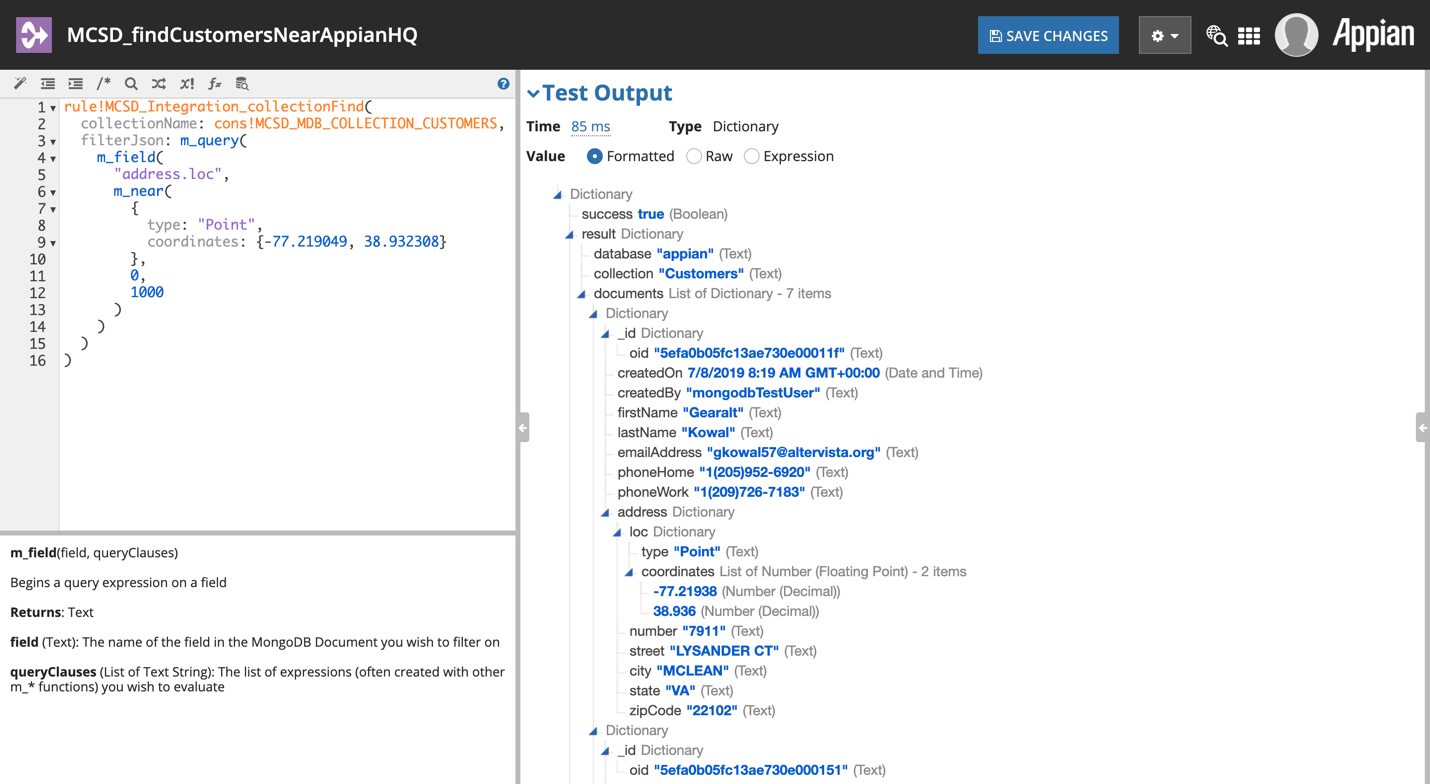 MCSD_findCustomersNearAppianHQ
SAVE CHANGES
Appian
/*
x!
fx
?
1 rule!MCSD_Integration_collectionFind(
2 collectionName: cons!MCSD_MDB_COLLECTION_CUSTOMERS,
3 filterJson: m_query(
4 m_field(
5 "address.loc",
6 m_near(
7 {
8 type: "Point",
9 coordinates: {-77.219049, 38.932308}
10 },
11 0,
12 1000
13 )
14 )
15 )
16 )
m_field(field, queryClauses)
Begins a query expression on a field
Returns: Text
field (Text): The name of the field in the MongoDB Document you wish to filter on
queryClauses (List of Text String): The list of expressions (often created with other
m_* functions) you wish to evaluate
Test Output
Time 85 ms Type Dictionary
Value Formatted Raw Expression
Dictionary
success true (Boolean)
result Dictionary
database "appian" (Text)
collection "Customers" (Text)
documents List of Dictionary - 7 items
Dictionary
_id Dictionary
oid "5efa0b05fc13ae730e00011f" (Text)
createdOn 7/8/2019 8:19 AM GMT+00:00 (Date and Time)
createdBy "mongodbTestUser" (Text)
firstName "Gearalt" (Text)
lastName "Kowal" (Text)
emailAddress "gkowal57@altervista.org" (Text)
phoneHome "1(205)952-6920" (Text)
phoneWork "1(209)726-7183" (Text)
address Dictionary
loc Dictionary
type "Point" (Text)
coordinates List of Number (Floating Point) - 2 items
-77.21938 (Number (Decimal))
38.936 (Number (Decimal))
number "7911" (Text)
street "LYSANDER CT" (Text)
city "MCLEAN" (Text)
state "VA" (Text)
zipCode "22102" (Text)
Dictionary
_id Dictionary
oid "5efa0b05fc13ae730e000151" (Text)